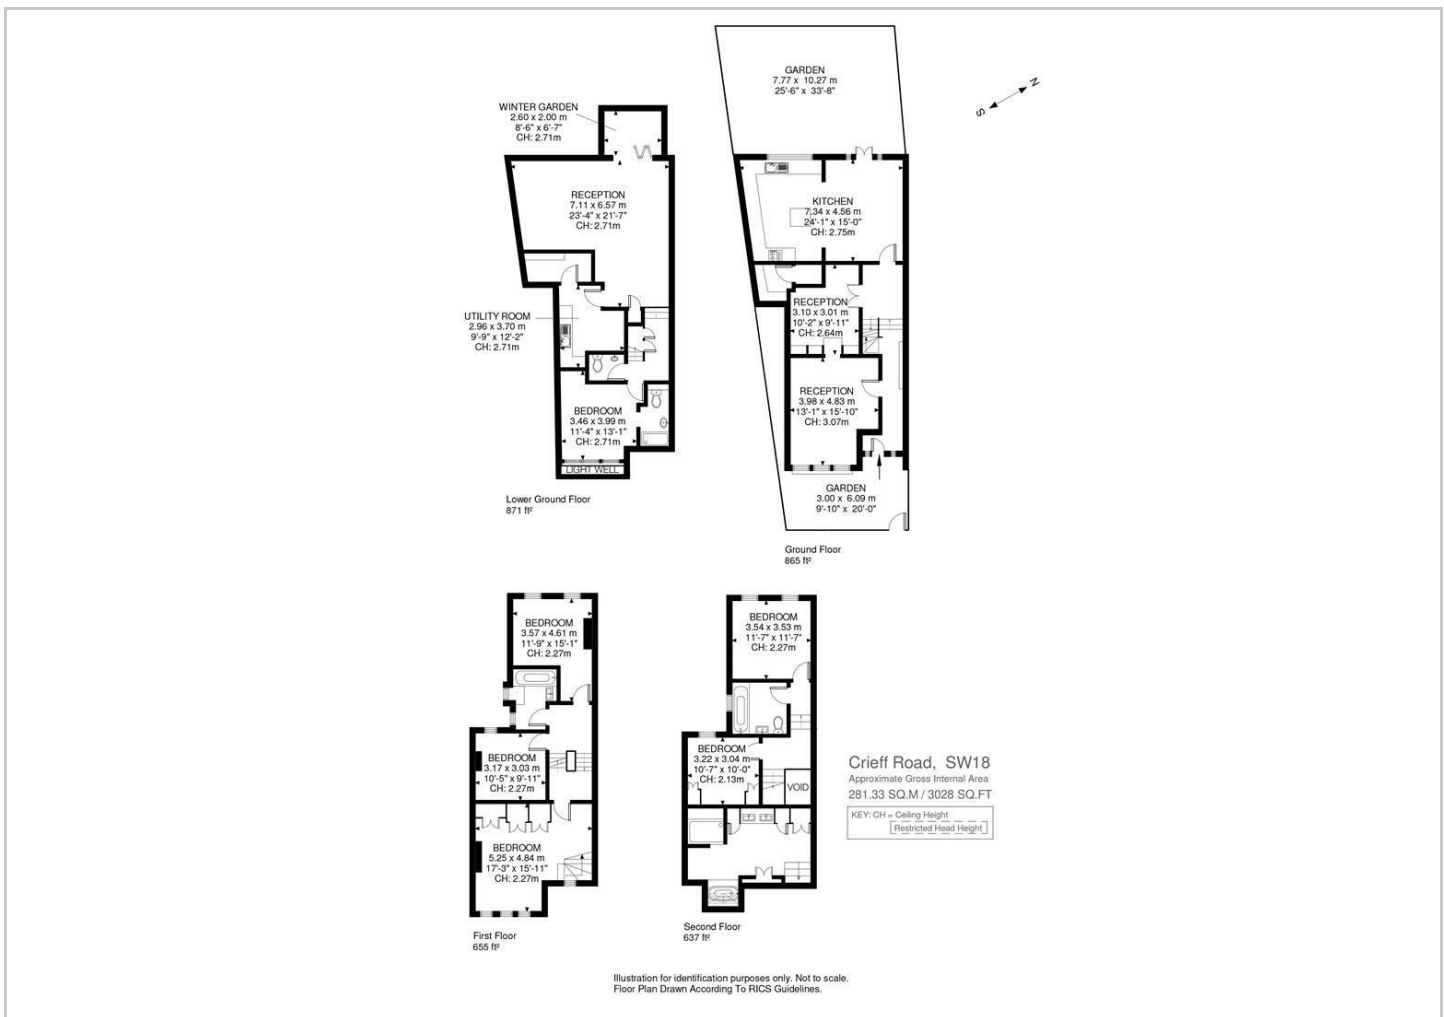 WINTER GARDEN
2.60 x 2.00 m
8'-6" x 6'-7"
CH: 2.71m
RECEPTION
7.11 x 6.57 m
23'-4" x 21'-7"
CH: 2.71m
UTILITY ROOM
2.96 x 3.70 m
9'-9" x 12'-2"
CH: 2.71m
BEDROOM
3.46 x 3.99 m
11'-4" x 13'-1"
CH: 2.71m
LIGHT WELL
Lower Ground Floor
871 ft²
GARDEN
7.77 x 10.27 m
25'-6" x 33'-8"
N
S
KITCHEN
7.34 x 4.56 m
24'-1" x 15'-0"
CH: 2.75m
RECEPTION
3.10 x 3.01 m
10'-2" x 9'-11"
CH: 2.64m
RECEPTION
3.98 x 4.83 m
13'-1" x 15'-10"
CH: 3.07m
GARDEN
3.00 x 6.09 m
9'-10" x 20'-0"
Ground Floor
865 ft²
BEDROOM
3.57 x 4.61 m
11'-9" x 15'-1"
CH: 2.27m
BEDROOM
3.17 x 3.03 m
10'-5" x 9'-11"
CH: 2.27m
BEDROOM
5.25 x 4.84 m
17'-3" x 15'-11"
CH: 2.27m
First Floor
655 ft²
BEDROOM
3.54 x 3.53 m
11'-7" x 11'-7"
CH: 2.27m
BEDROOM
3.22 x 3.04 m
10'-7" x 10'-0"
CH: 2.13m
VOID
Second Floor
637 ft²
Crieff Road, SW18
Approximate Gross Internal Area
281.33 SQ.M / 3028 SQ.FT
KEY: CH = Ceiling Height
Restricted Head Height
Illustration for identification purposes only. Not to scale.
Floor Plan Drawn According To RICS Guidelines.